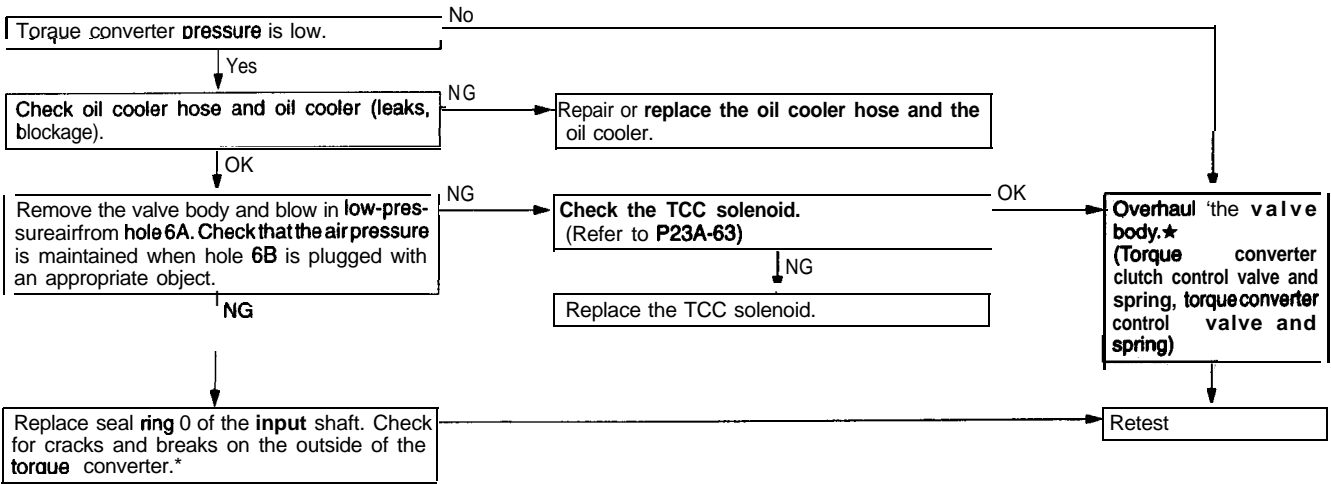 Torque converter pressure is low.
No
Yes
Check oil cooler hose and oil cooler (leaks,
blockage).
NG
Repair or replace the oil cooler hose and the
oil cooler.
OK
Remove the valve body and blow in low-pres-
sureairfrom hole 6A. Check that the air pressure
is maintained when hole 6B is plugged with
an appropriate object.
NG
Check the TCC solenoid.
(Refer to P23A-63)
OK
Overhaul 'the valve
body.★
(Torque converter
clutch control valve and
spring, torque converter
control valve and
spring)
NG
Replace the TCC solenoid.
NG
Replace seal ring 0 of the input shaft. Check
for cracks and breaks on the outside of the
torque converter.*
Retest